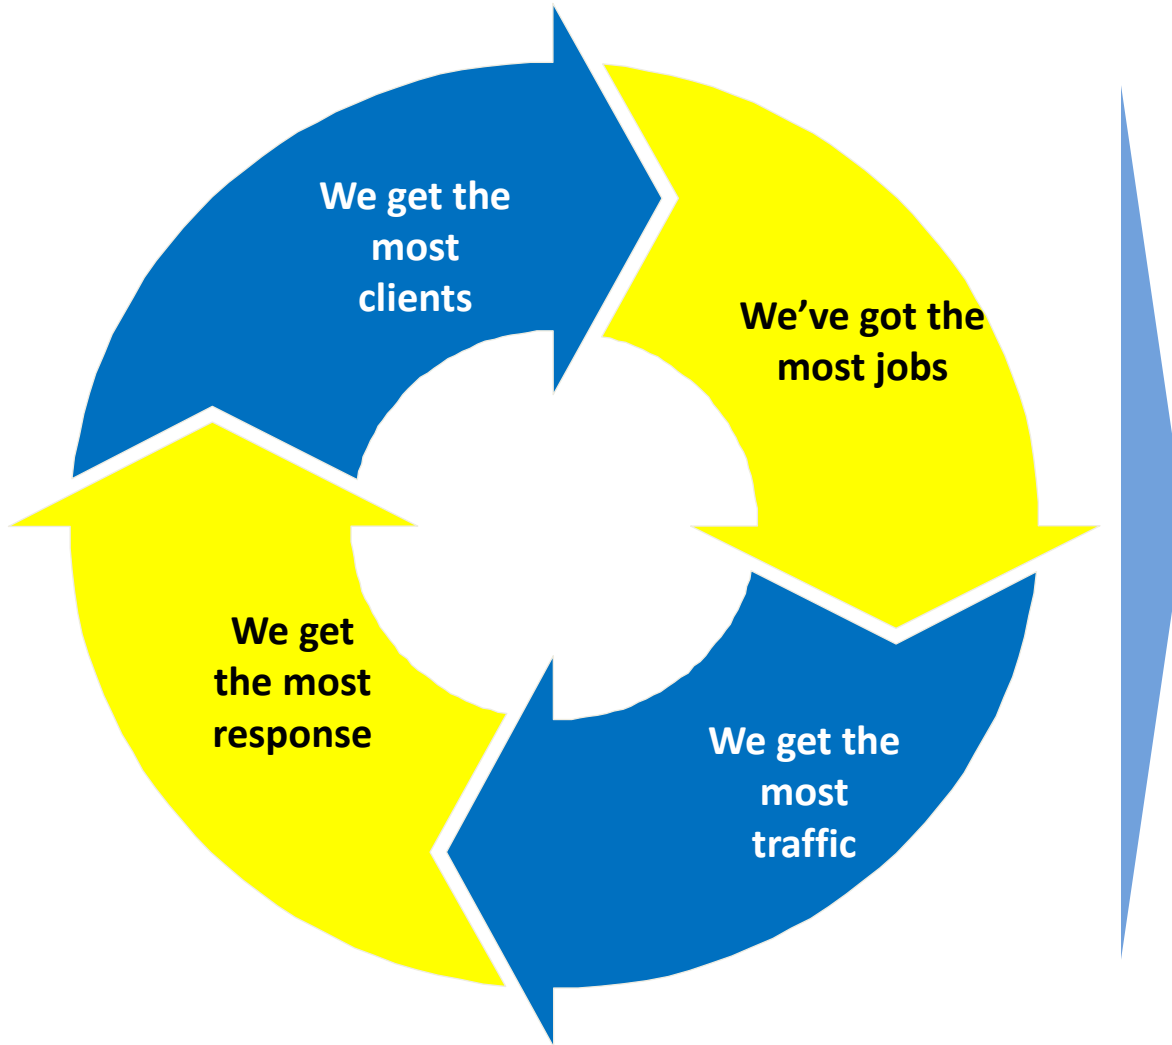 We get the
most
clients
We've got the
most jobs
We get the
most
traffic
We get
the most
response